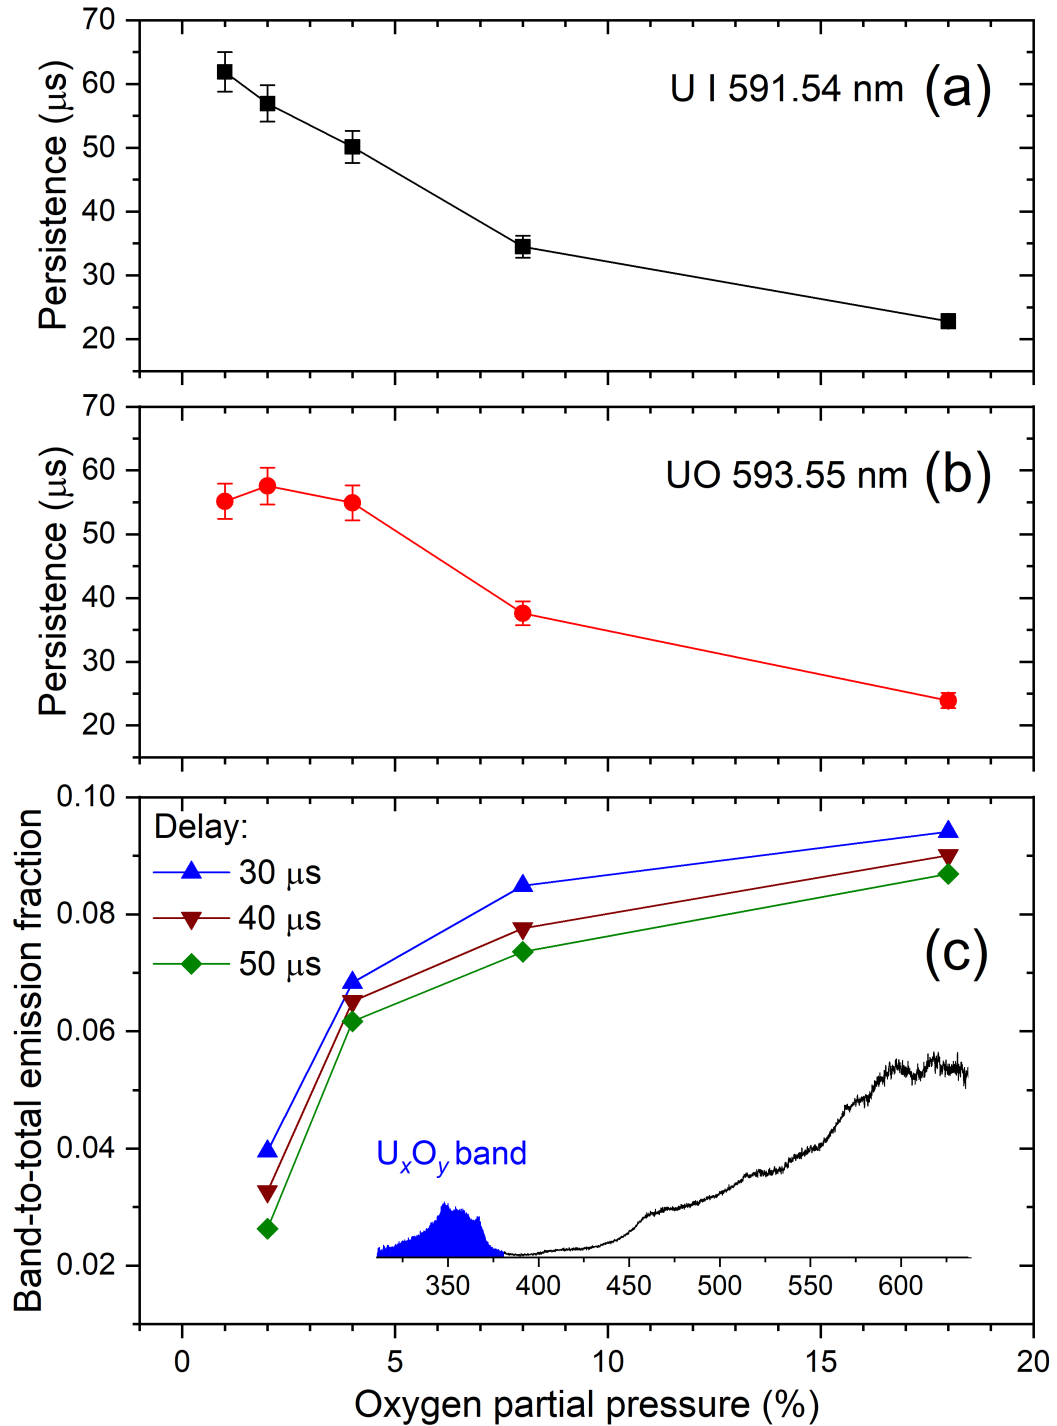 70
60
50
40
30
20
Persistence (μs)
U I 591.54 nm (a)
70
60
50
40
30
20
Persistence (μs)
UO 593.55 nm (b)
0.10
0.08
0.06
0.04
0.02
Band-to-total emission fraction
Delay:
30 μs
40 μs
50 μs
(c)
UxOy band
350 400 450 500 550 600
0 5 10 15 20
Oxygen partial pressure (%)